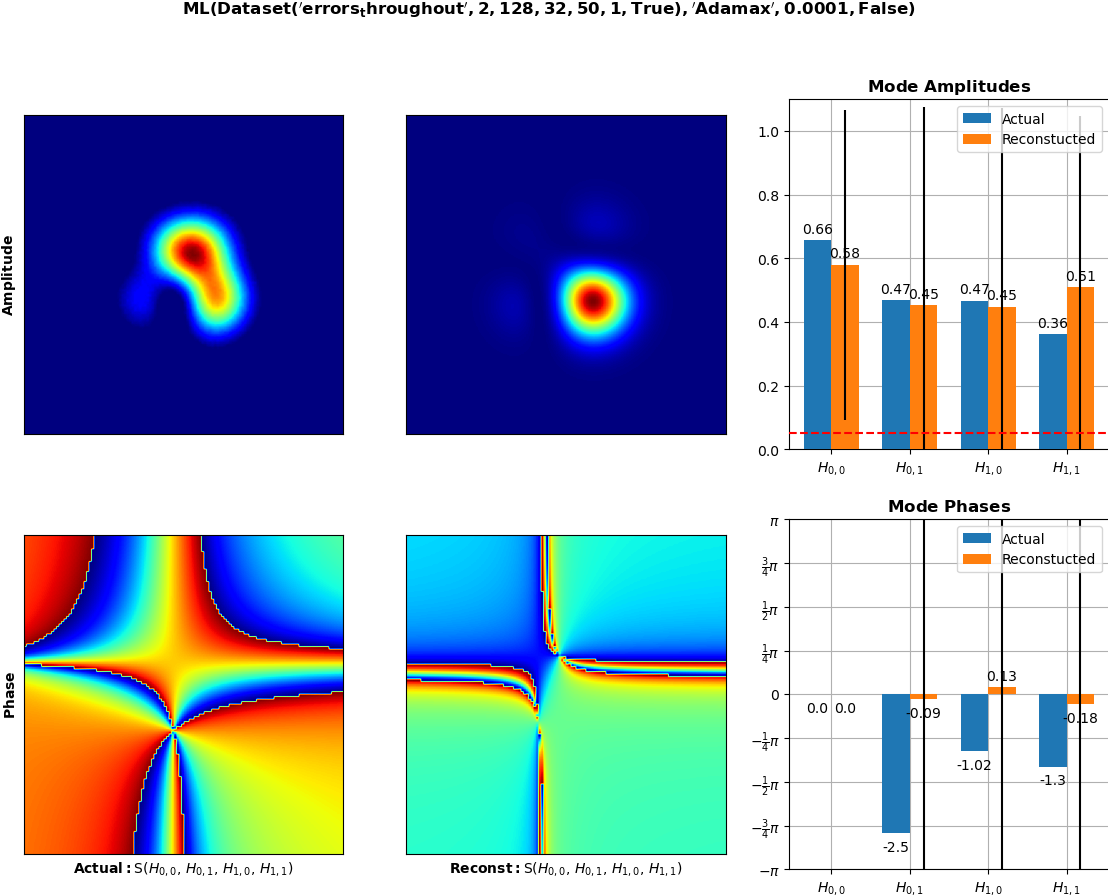 ML(Dataset('errors_throughout', 2, 128, 32, 50, 1, True), 'Adamax', 0.0001, False)
Amplitude
Mode Amplitudes
Actual
Reconstucted
1.0
0.8
0.6
0.4
0.2
0.0
0.66
0.58
0.47
0.45
0.47
0.45
0.36
0.51
H0,0
H0,1
H1,0
H1,1
Phase
Actual: S(H0,0, H0,1, H1,0, H1,1)
Reconst: S(H0,0, H0,1, H1,0, H1,1)
Mode Phases
Actual
Reconstucted
π
3/4π
1/2π
1/4π
0
−1/4π
−1/2π
−3/4π
−π
0.0
0.0
-2.5
-0.09
-1.02
0.13
-1.3
-0.18
H0,0
H0,1
H1,0
H1,1